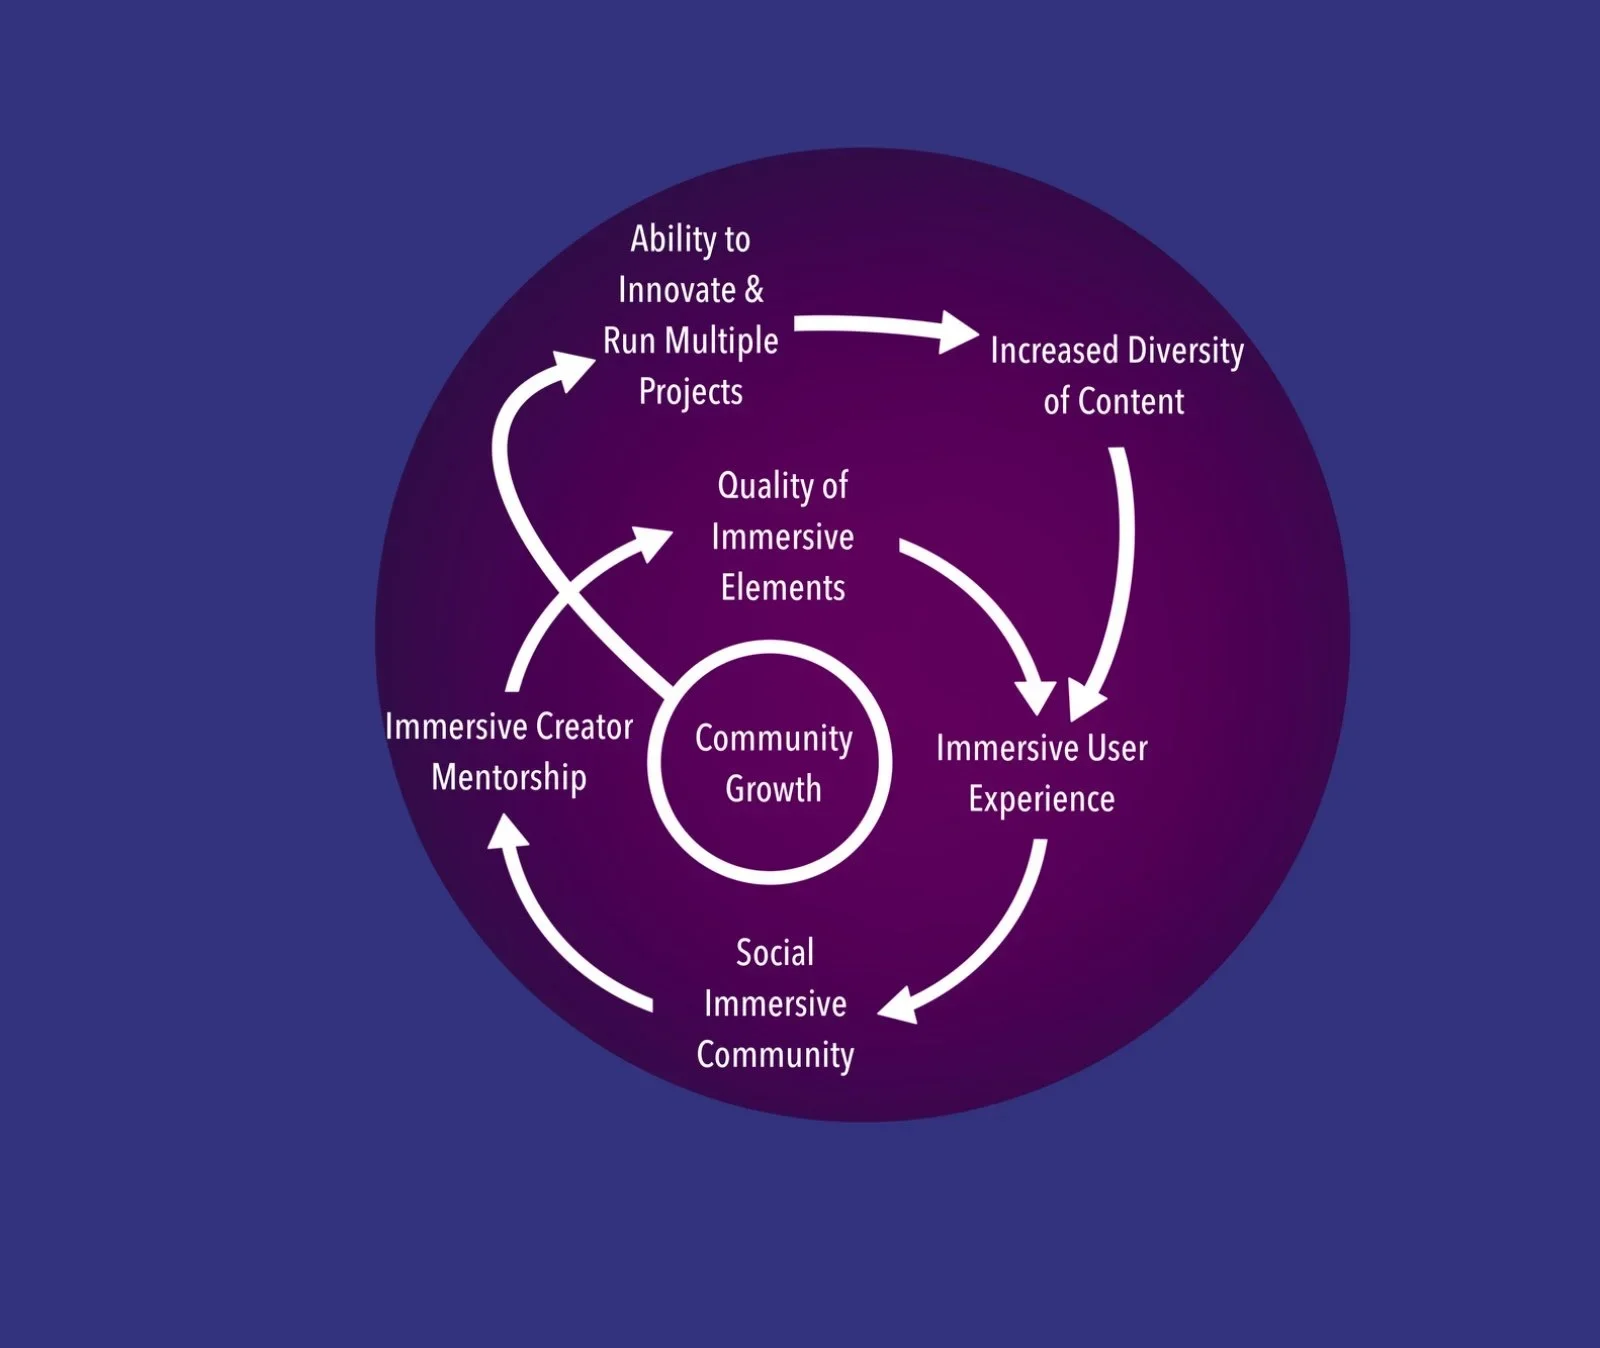 Ability to
Innovate &
Run Multiple
Projects
Increased Diversity
of Content
Quality of
Immersive
Elements
Immersive Creator
Mentorship
Community
Growth
Immersive User
Experience
Social
Immersive
Community